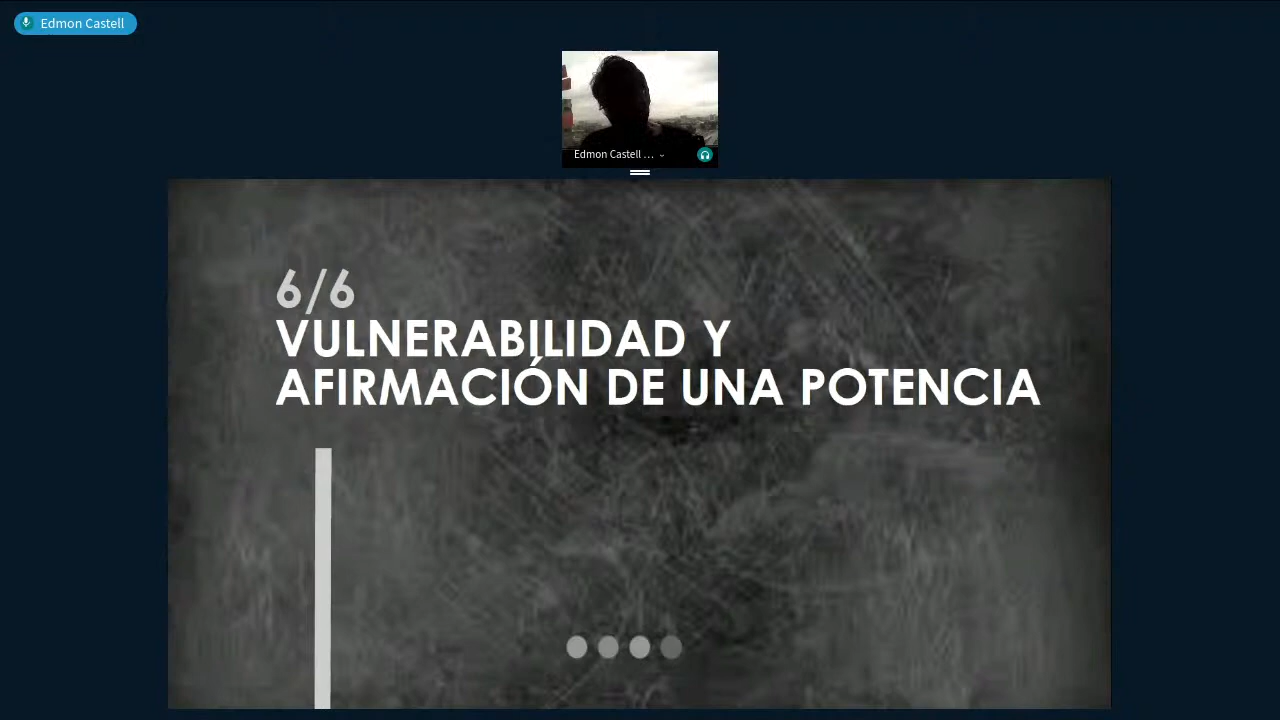 Edmon Castell
Edmon Castell ...
6/6
VULNERABILIDAD Y
AFIRMACIÓN DE UNA POTENCIA